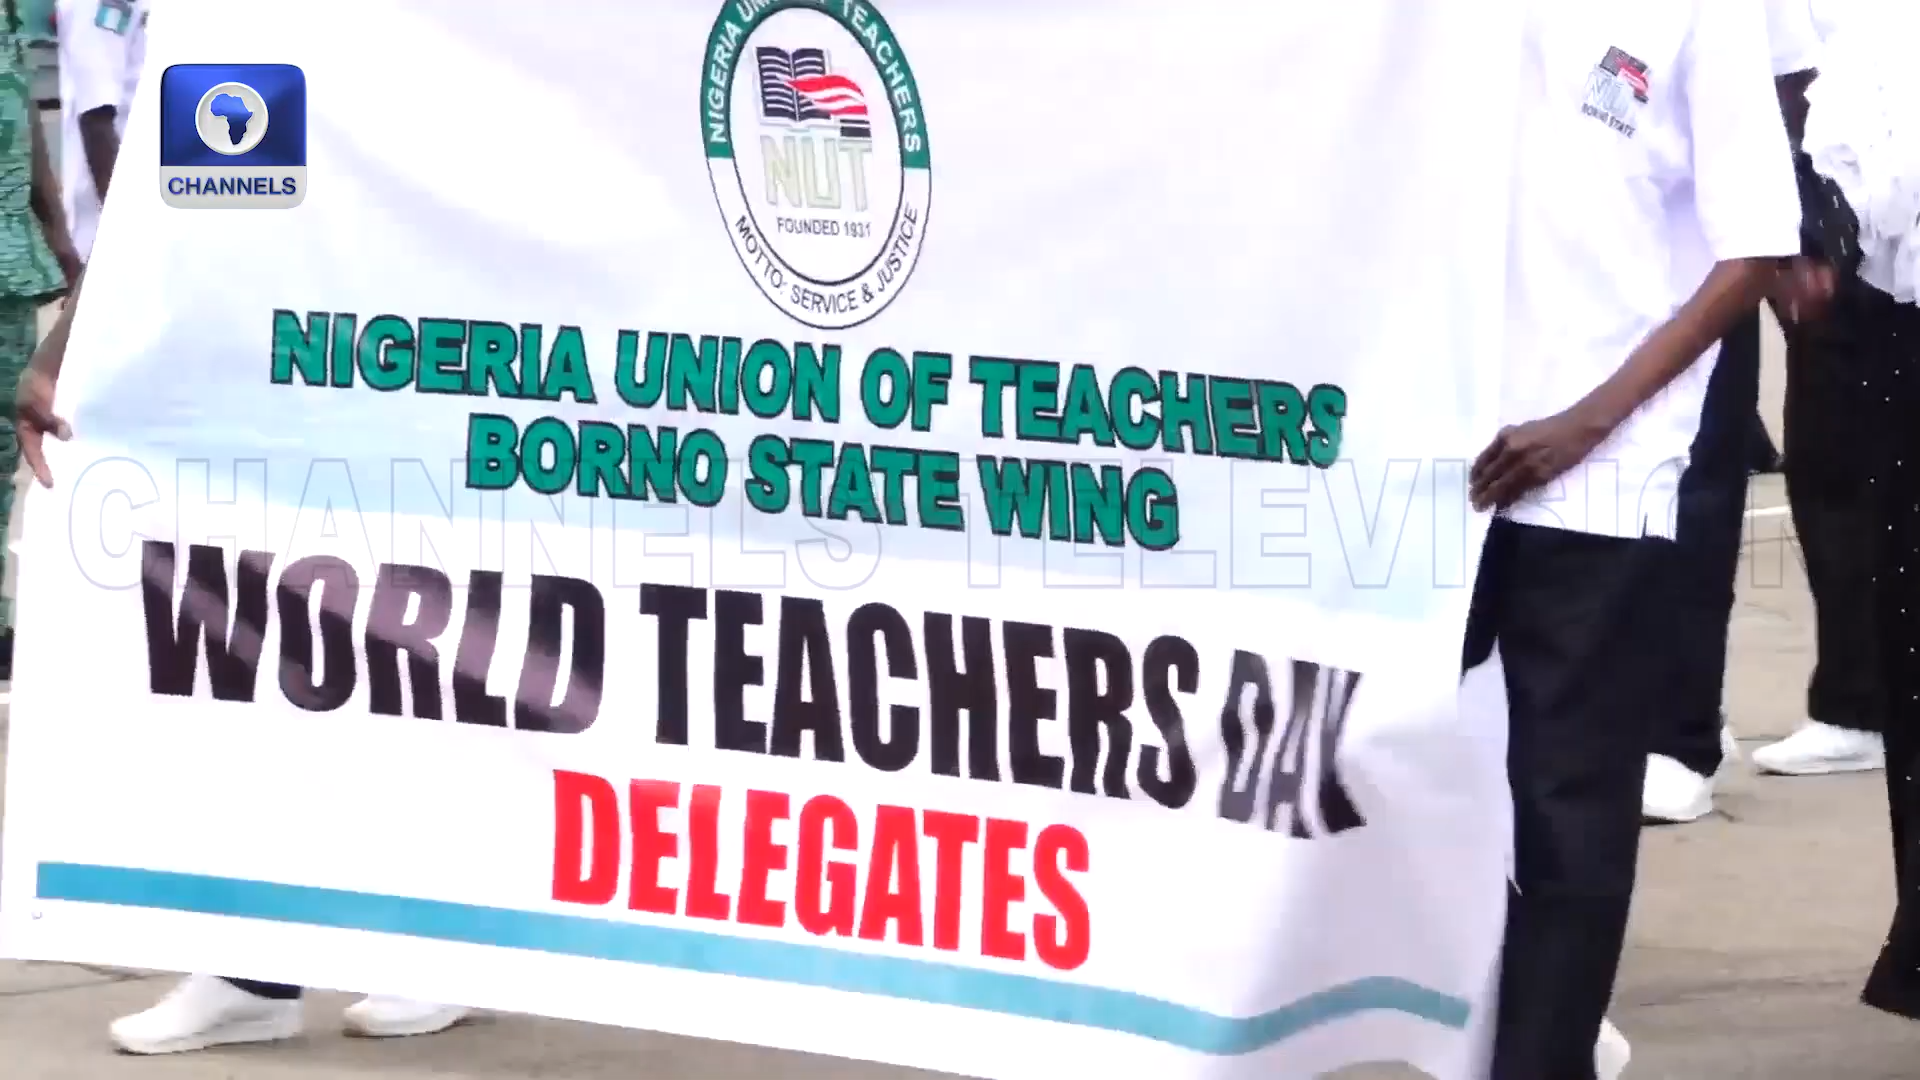 CHANNELS
NIGERIA UNION OF TEACHERS
NUT
FOUNDED 1931
MOTTO: SERVICE & JUSTICE
NUT
BORNO STATE
NIGERIA UNION OF TEACHERS
BORNO STATE WING
CHANNELS TELEVISION
WORLD TEACHERS DAY
DELEGATES